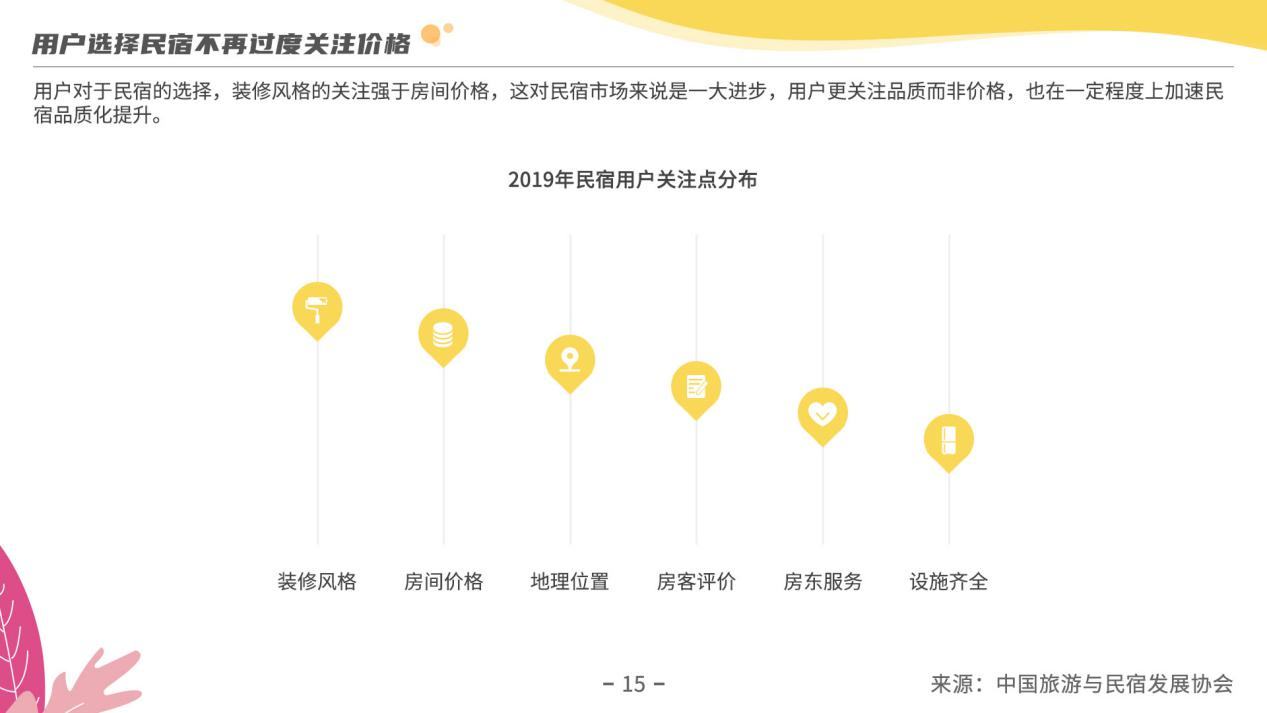 用户选择民宿不再过度关注价格
用户对于民宿的选择，装修风格的关注强于房间价格，这对民宿市场来说是一大进步，用户更关注品质而非价格，也在一定程度上加速民
宿品质化提升。
2019年民宿用户关注点分布
装修风格 房间价格 地理位置 房客评价 房东服务 设施齐全
– 15 –
来源：中国旅游与民宿发展协会